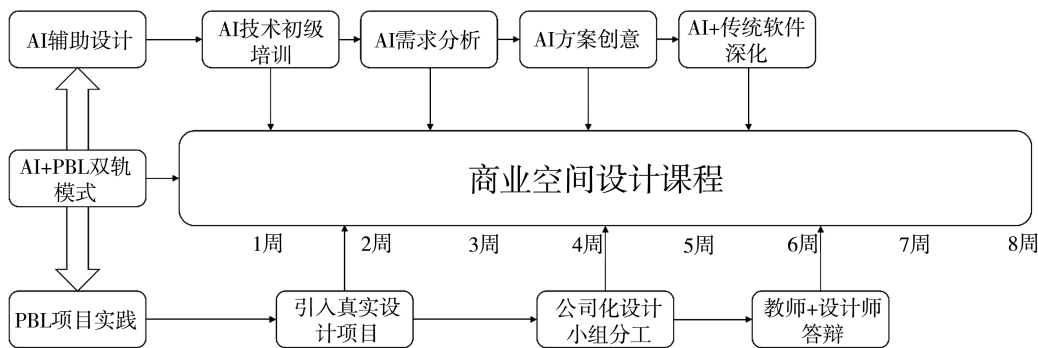 AI辅助设计
AI技术初级
培训
AI需求分析
AI方案创意
AI+传统软件
深化
AI+PBL双轨
模式
商业空间设计课程
1周
2周
3周
4周
5周
6周
7周
8周
PBL项目实践
引入真实设
计项目
公司化设计
小组分工
教师+设计师
答辩